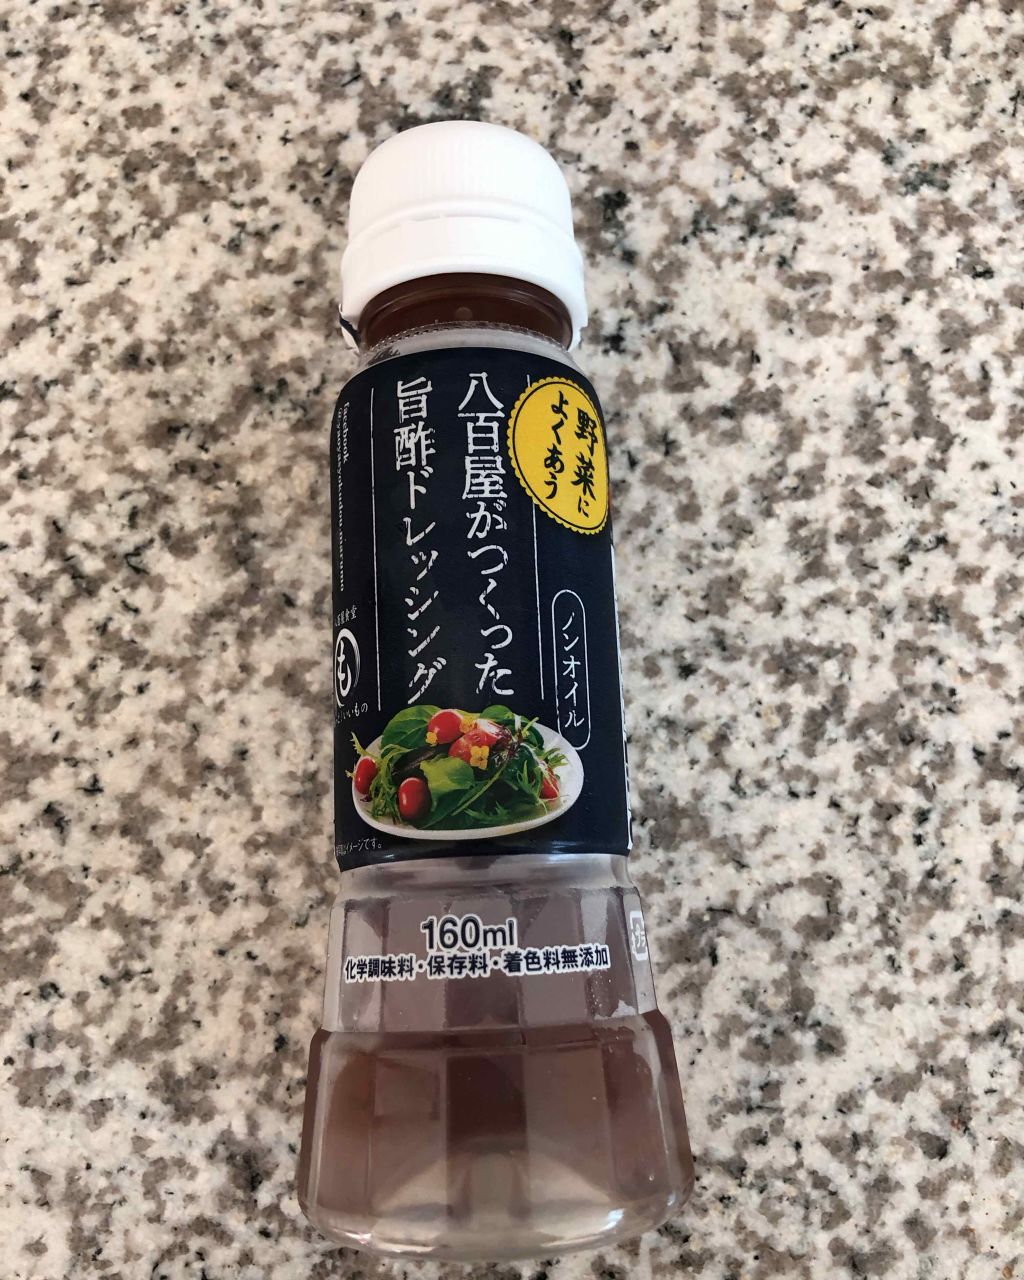 野菜に
よくあう
八百屋がつくった
旨酢ドレッシング
ノンオイル
facebook
も
160ml
化学調味料・保存料・着色料無添加